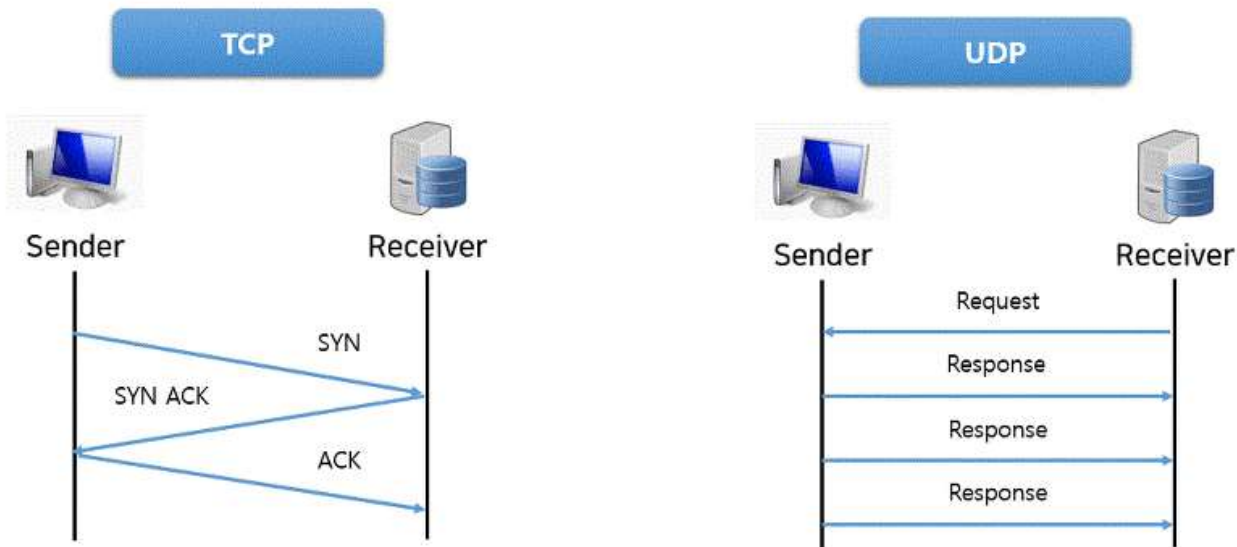 TCP
Sender
Receiver
SYN
SYN ACK
ACK
UDP
Sender
Receiver
Request
Response
Response
Response